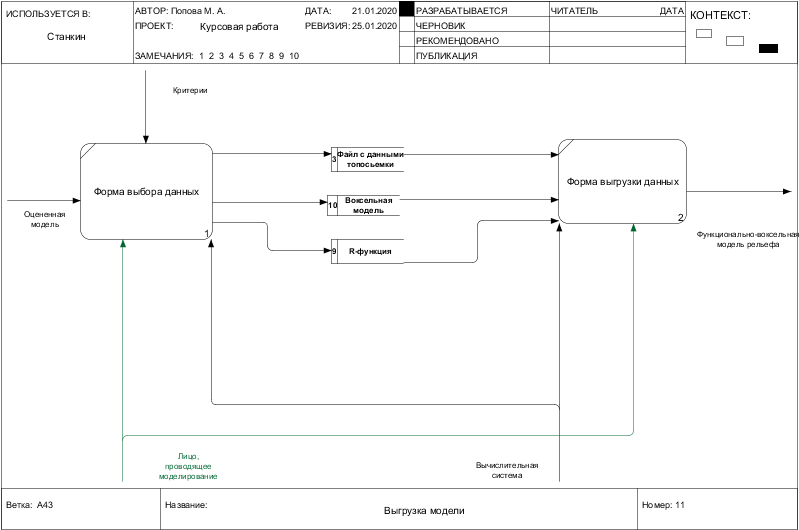 ИСПОЛЬЗУЕТСЯ В:
Станкин
АВТОР: Попова М. А.
ДАТА: 21.01.2020
ПРОЕКТ: Курсовая работа
РЕВИЗИЯ: 25.01.2020
ЗАМЕЧАНИЯ: 1 2 3 4 5 6 7 8 9 10
РАЗРАБАТЫВАЕТСЯ
ЧЕРНОВИК
РЕКОМЕНДОВАНО
ПУБЛИКАЦИЯ
ЧИТАТЕЛЬ ДАТА
КОНТЕКСТ:
Критерии
Форма выбора данных
1
Оцененная
модель
3
Файл с данными
топосьемки
10
Воксельная
модель
9
R-функция
Форма выгрузки данных
2
Функционально-воксельная
модель рельефа
Лицо,
проводящее
моделирование
Вычислительная
система
Ветка: A43
Название:
Выгрузка модели
Номер: 11